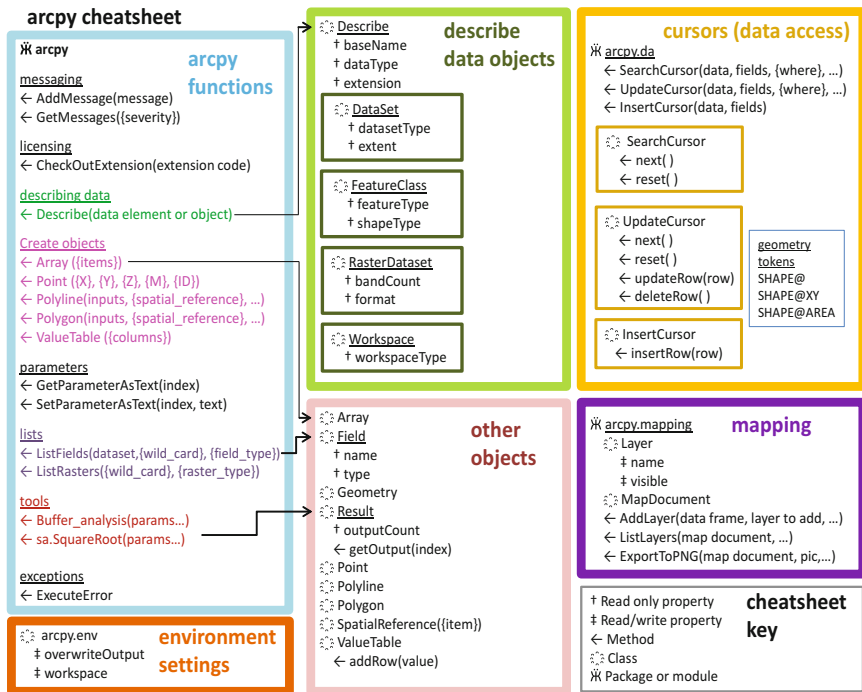 arcpy cheatsheet
Ӝ arcpy
arcpy
functions
messaging
← AddMessage(message)
← GetMessages({severity})
licensing
← CheckOutExtension(extension code)
describing data
← Describe(data element or object)
Create objects
← Array ({items})
← Point ({X}, {Y}, {Z}, {M}, {ID})
← Polyline(inputs, {spatial_reference}, ...)
← Polygon(inputs, {spatial_reference}, ...)
← ValueTable ({columns})
parameters
← GetParameterAsText(index)
← SetParameterAsText(index, text)
lists
← ListFields(dataset,{wild_card}, {field_type})
← ListRasters({wild_card}, {raster_type})
tools
← Buffer_analysis(params…)
← sa.SquareRoot(params…)
exceptions
← ExecuteError
arcpy.env
‡ overwriteOutput
‡ workspace
environment
settings
Describe
† baseName
† dataType
† extension
describe
data objects
DataSet
† datasetType
† extent
FeatureClass
† featureType
† shapeType
RasterDataset
† bandCount
† format
Workspace
† workspaceType
other
objects
Array
Field
† name
† type
Geometry
Result
† outputCount
← getOutput(index)
Point
Polyline
Polygon
SpatialReference({item})
ValueTable
← addRow(value)
cursors (data access)
Ӝ arcpy.da
← SearchCursor(data, fields, {where}, …)
← UpdateCursor(data, fields, {where}, …)
← InsertCursor(data, fields)
SearchCursor
← next( )
← reset( )
UpdateCursor
← next( )
← reset( )
← updateRow(row)
← deleteRow( )
InsertCursor
← insertRow(row)
geometry
tokens
SHAPE@
SHAPE@XY
SHAPE@AREA
mapping
Ӝ arcpy.mapping
Layer
‡ name
‡ visible
MapDocument
← AddLayer(data frame, layer to add, …)
← ListLayers(map document, …)
← ExportToPNG(map document, pic,…)
† Read only property
‡ Read/write property
← Method
Class
Ӝ Package or module
cheatsheet
key